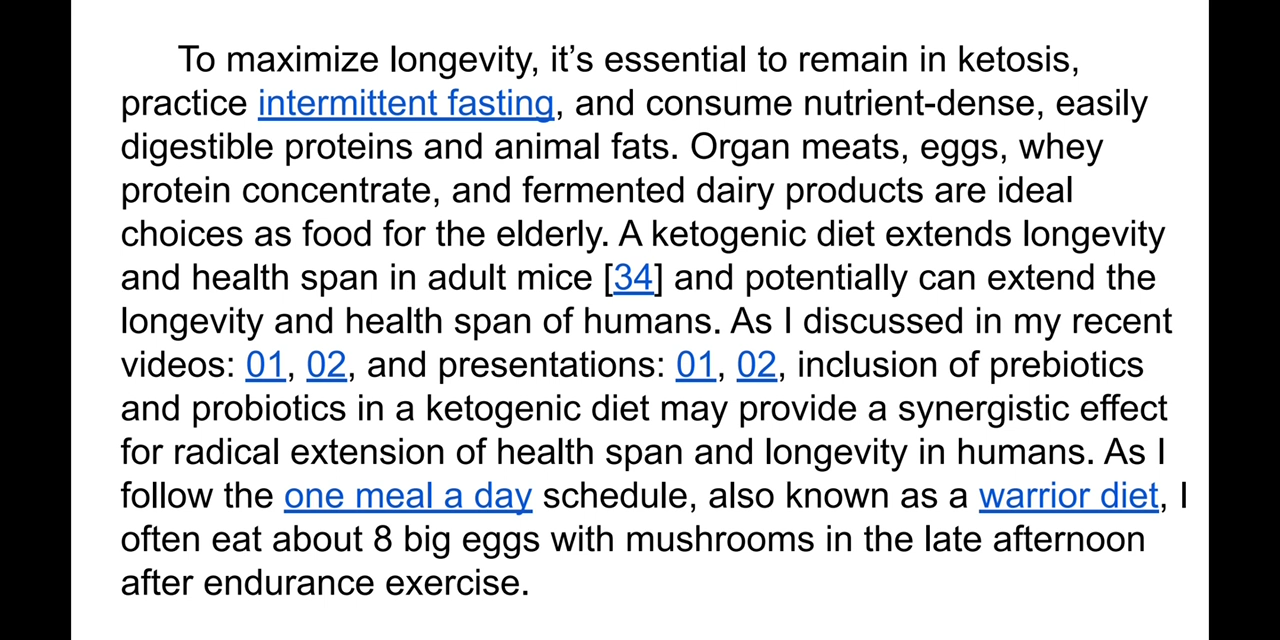 To maximize longevity, it’s essential to remain in ketosis,
practice intermittent fasting, and consume nutrient-dense, easily
digestible proteins and animal fats. Organ meats, eggs, whey
protein concentrate, and fermented dairy products are ideal
choices as food for the elderly. A ketogenic diet extends longevity
and health span in adult mice [34] and potentially can extend the
longevity and health span of humans. As I discussed in my recent
videos: 01, 02, and presentations: 01, 02, inclusion of prebiotics
and probiotics in a ketogenic diet may provide a synergistic effect
for radical extension of health span and longevity in humans. As I
follow the one meal a day schedule, also known as a warrior diet, I
often eat about 8 big eggs with mushrooms in the late afternoon
after endurance exercise.